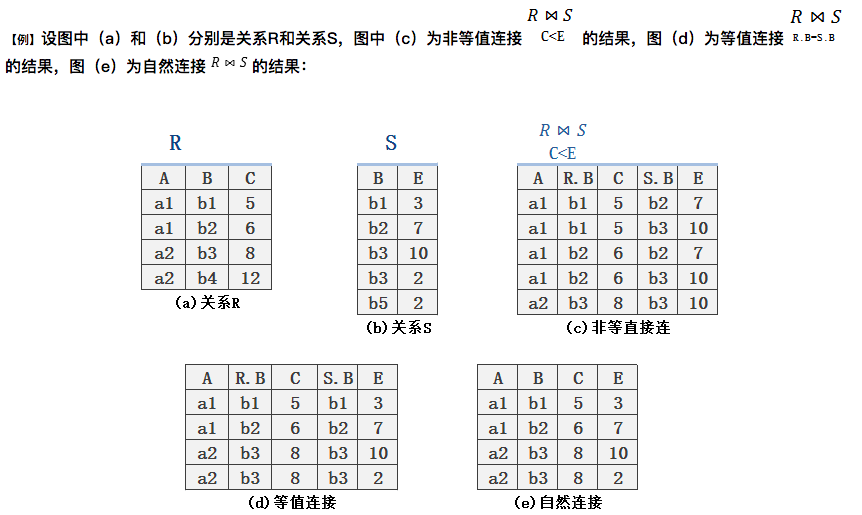 【例】设图中（a）和（b）分别是关系R和关系S，图中（c）为非等值连接 R ⋈ S C<E 的结果，图（d）为等值连接 R ⋈ S R.B=S.B
的结果，图（e）为自然连接 R ⋈ S 的结果：
R
A B C
a1 b1 5
a1 b2 6
a2 b3 8
a2 b4 12
(a)关系R
S
B E
b1 3
b2 7
b3 10
b3 2
b5 2
(b)关系S
R ⋈ S
C<E
A R.B C S.B E
a1 b1 5 b2 7
a1 b1 5 b3 10
a1 b2 6 b2 7
a1 b2 6 b3 10
a2 b3 8 b3 10
(c)非等直接连
A R.B C S.B E
a1 b1 5 b1 3
a1 b2 6 b2 7
a2 b3 8 b3 10
a2 b3 8 b3 2
(d)等值连接
A B C E
a1 b1 5 3
a1 b2 6 7
a2 b3 8 10
a2 b3 8 2
(e)自然连接